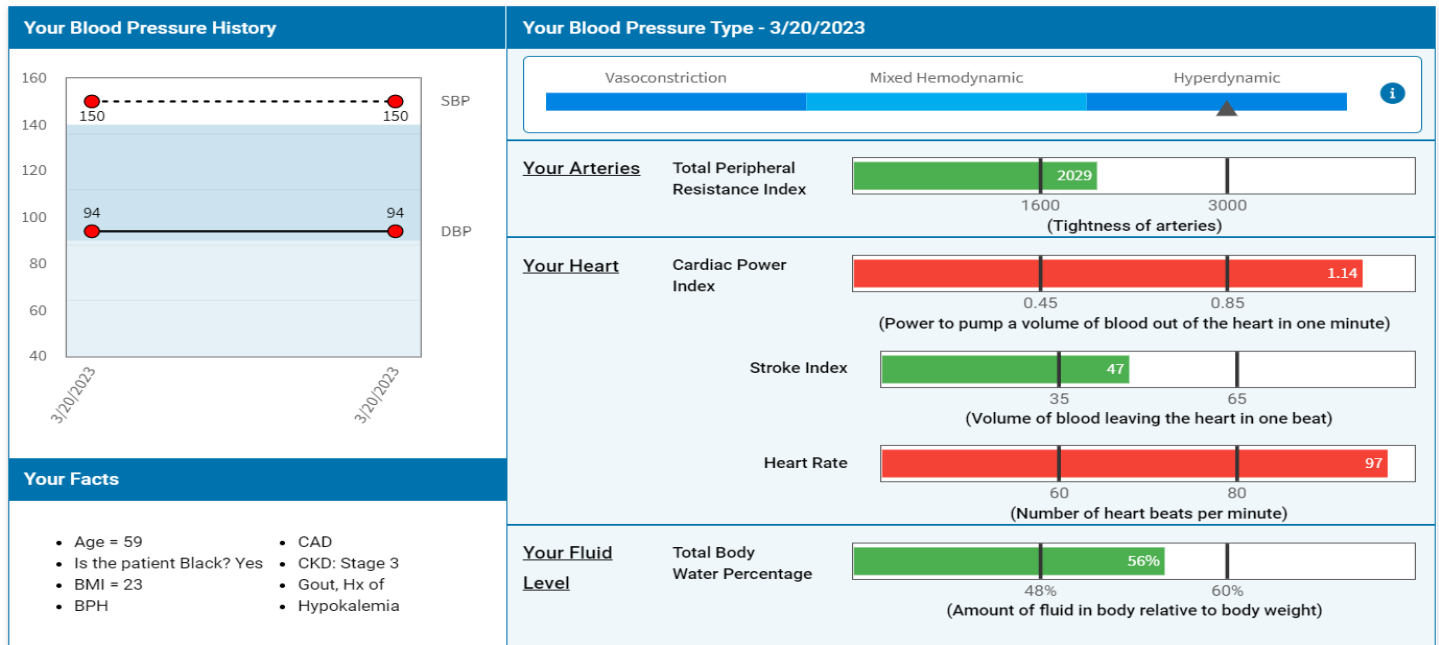 Your Blood Pressure History
160
140
120
100
80
60
40
150
150
SBP
94
94
DBP
3/20/2023
3/20/2023
Your Facts
• Age = 59
• Is the patient Black? Yes
• BMI = 23
• BPH
• CAD
• CKD: Stage 3
• Gout, Hx of
• Hypokalemia
Your Blood Pressure Type - 3/20/2023
Vasoconstriction Mixed Hemodynamic Hyperdynamic
i
Your Arteries
Total Peripheral
Resistance Index
2029
1600 3000
(Tightness of arteries)
Your Heart
Cardiac Power
Index
1.14
0.45 0.85
(Power to pump a volume of blood out of the heart in one minute)
Stroke Index
47
35 65
(Volume of blood leaving the heart in one beat)
Heart Rate
97
60 80
(Number of heart beats per minute)
Your Fluid
Level
Total Body
Water Percentage
56%
48% 60%
(Amount of fluid in body relative to body weight)